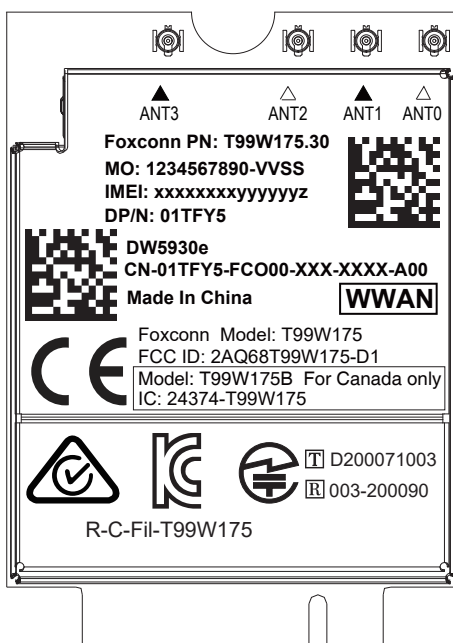 ANT3 ANT2 ANT1 ANT0
Foxconn PN: T99W175.30
MO: 1234567890-VVSS
IMEI: xxxxxxxxyyyyyyz
DP/N: 01TFY5
DW5930e
CN-01TFY5-FCO00-XXX-XXXX-A00
Made In China WWAN
Foxconn Model: T99W175
FCC ID: 2AQ68T99W175-D1
CE
Model: T99W175B For Canada only
IC: 24374-T99W175
T D200071003
R 003-200090
R-C-Fil-T99W175